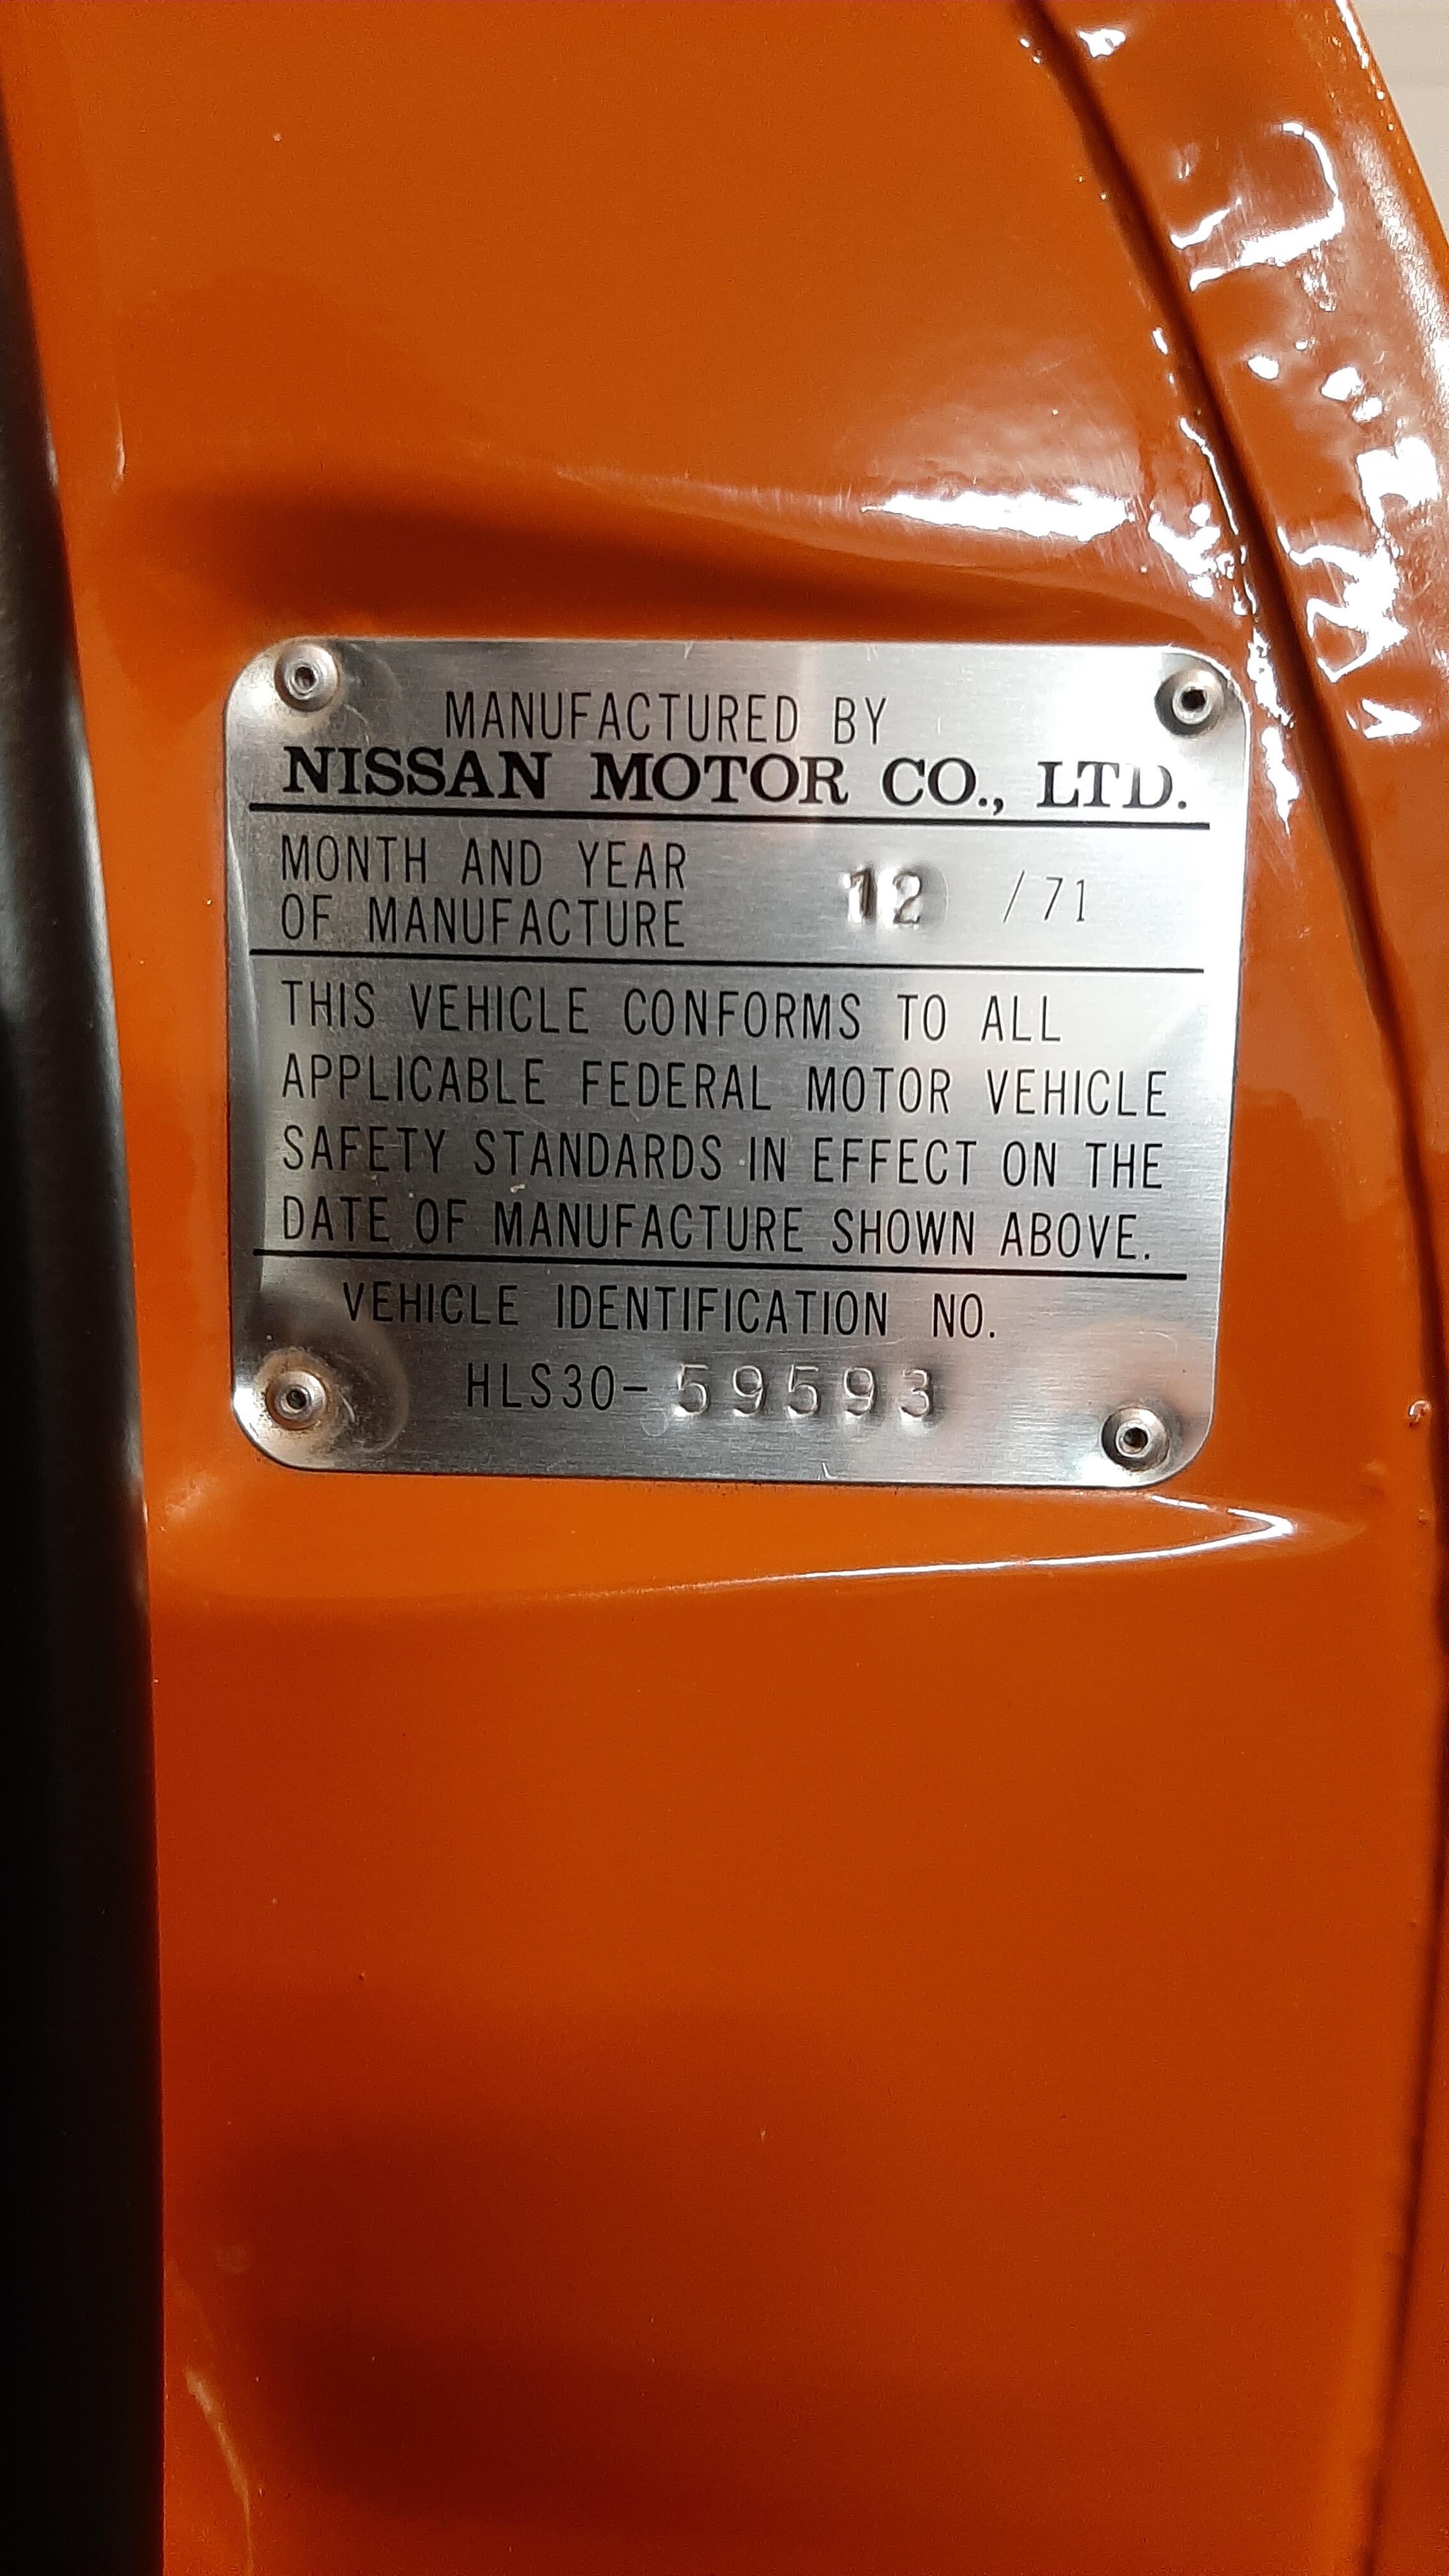 MANUFACTURED BY
NISSAN MOTOR CO., LTD.
MONTH AND YEAR
OF MANUFACTURE 12 /71
THIS VEHICLE CONFORMS TO ALL
APPLICABLE FEDERAL MOTOR VEHICLE
SAFETY STANDARDS IN EFFECT ON THE
DATE OF MANUFACTURE SHOWN ABOVE.
VEHICLE IDENTIFICATION NO.
HLS30-59593